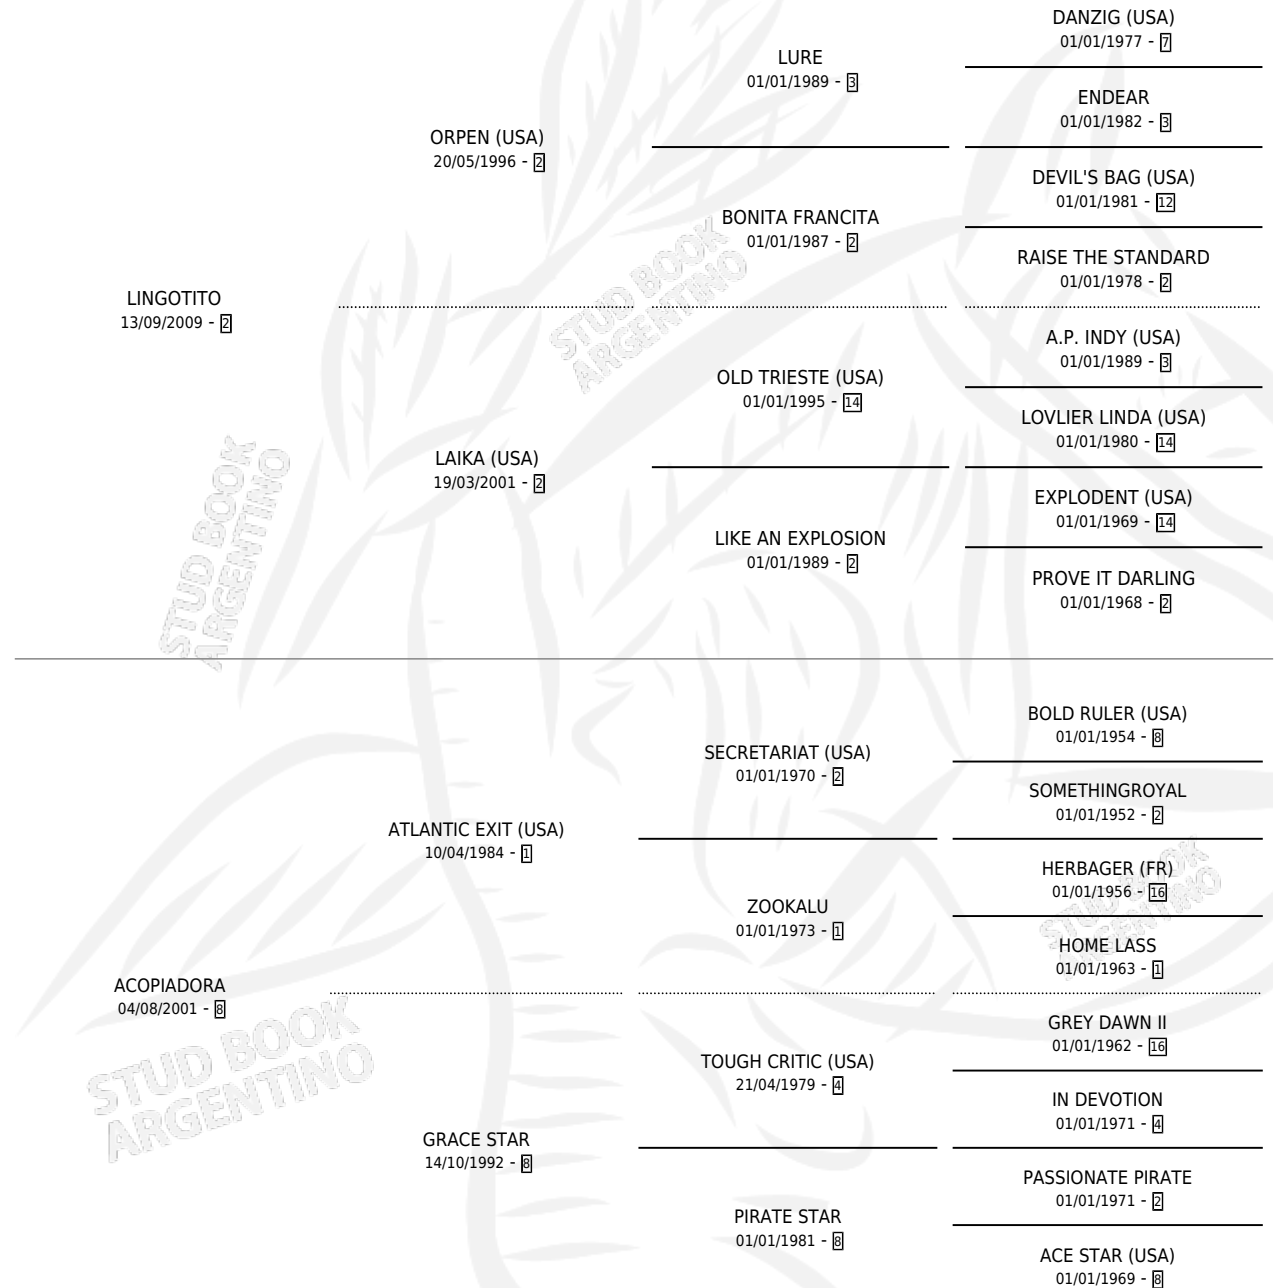 DANZIG (USA)
01/01/1977 - 7
LURE
01/01/1989 - 3
ENDEAR
01/01/1982 - 3
ORPEN (USA)
20/05/1996 - 2
DEVIL'S BAG (USA)
01/01/1981 - 12
BONITA FRANCITA
01/01/1987 - 2
RAISE THE STANDARD
01/01/1978 - 2
LINGOTITO
13/09/2009 - 2
STUD BOOK
ARGENTINO
A.P. INDY (USA)
01/01/1989 - 3
OLD TRIESTE (USA)
01/01/1995 - 14
LOVLIER LINDA (USA)
01/01/1980 - 14
LAIKA (USA)
19/03/2001 - 2
EXPLODENT (USA)
01/01/1969 - 14
LIKE AN EXPLOSION
01/01/1989 - 2
PROVE IT DARLING
01/01/1968 - 2
STUD BOOK
ARGENTINO
BOLD RULER (USA)
01/01/1954 - 8
SECRETARIAT (USA)
01/01/1970 - 2
SOMETHINGROYAL
01/01/1952 - 2
ATLANTIC EXIT (USA)
10/04/1984 - 1
HERBAGER (FR)
01/01/1956 - 16
ZOOKALU
01/01/1973 - 1
STUD BOOK
ARGENTINO
HOME LASS
01/01/1963 - 1
ACOPIADORA
04/08/2001 - 8
GREY DAWN II
01/01/1962 - 16
TOUGH CRITIC (USA)
21/04/1979 - 4
STUD BOOK
ARGENTINO
IN DEVOTION
01/01/1971 - 4
GRACE STAR
14/10/1992 - 8
PASSIONATE PIRATE
01/01/1971 - 2
PIRATE STAR
01/01/1981 - 8
ACE STAR (USA)
01/01/1969 - 8